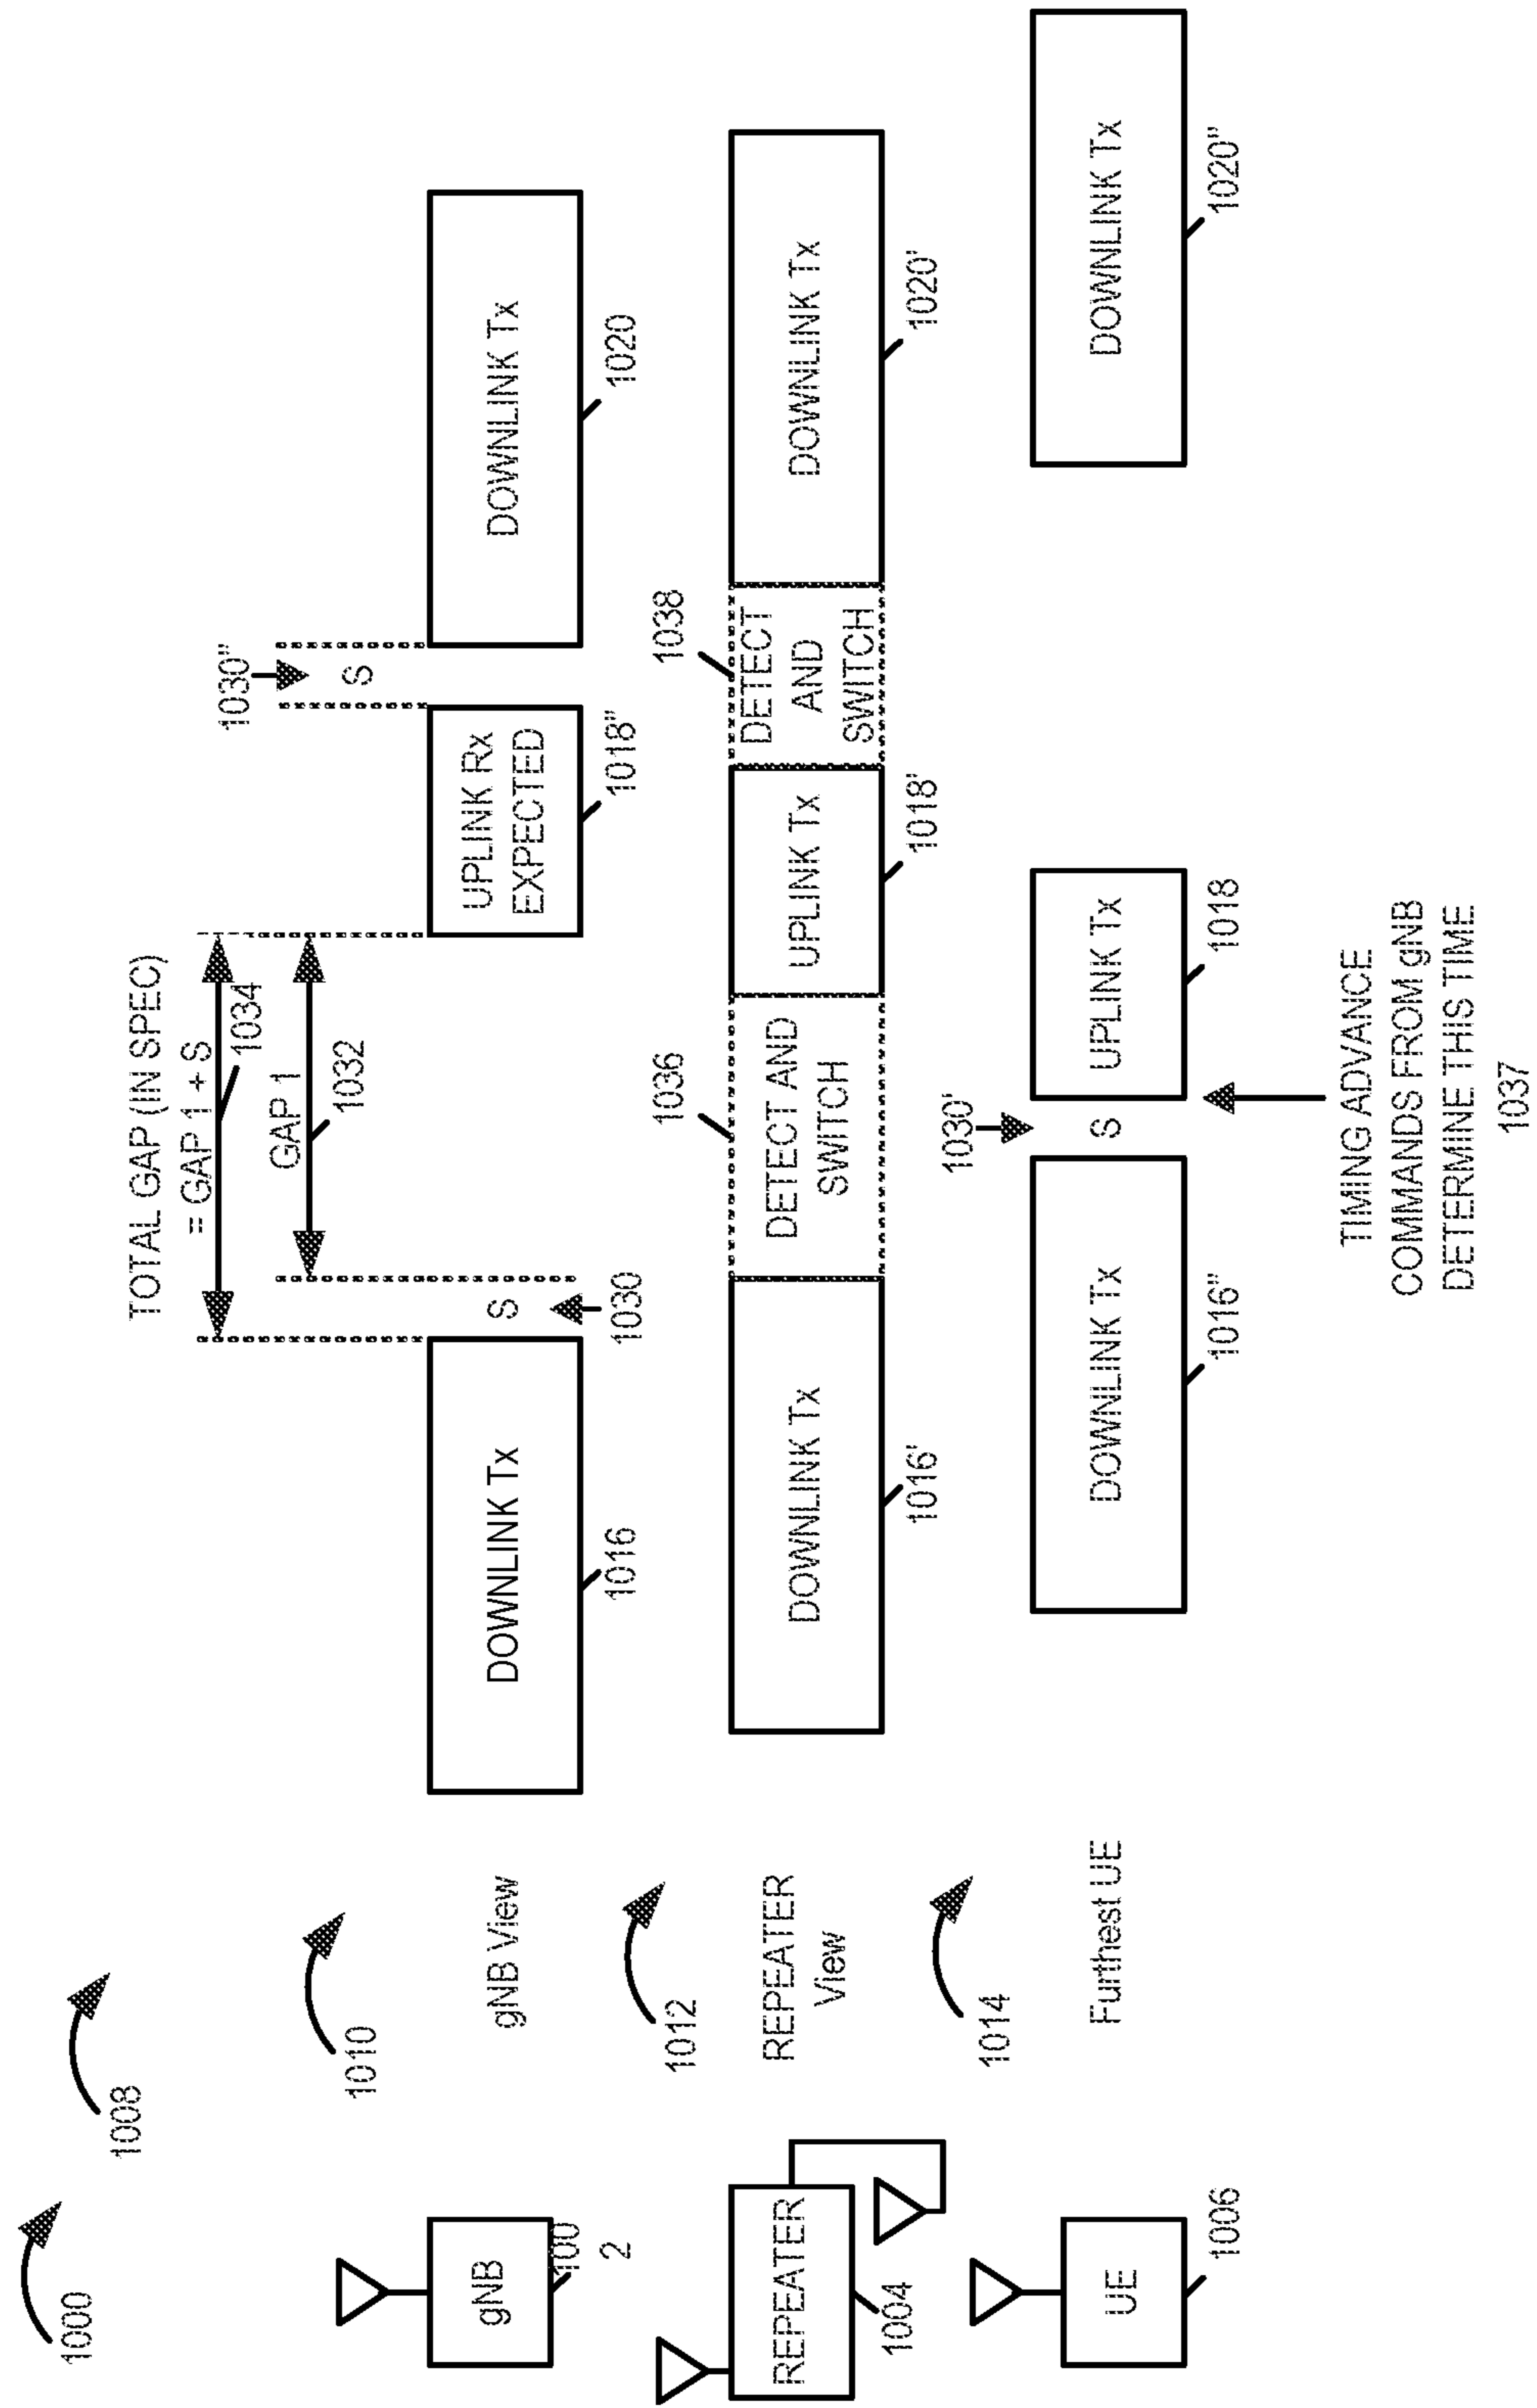 1000
1008
TOTAL GAP (IN SPEC)
= GAP 1 + S
1034
GAP 1
1032
1030"
S
1010
gNB
1002
gNB View
DOWNLINK Tx
1016
S
1030
UPLINK Rx
EXPECTED
1018"
DOWNLINK Tx
1020
1012
1036
1038
REPEATER
1004
REPEATER
View
DOWNLINK Tx
1016'
DETECT AND
SWITCH
UPLINK Tx
1018'
DETECT
AND
SWITCH
DOWNLINK Tx
1020'
1014
1030'
UE
1006
Furthest UE
DOWNLINK Tx
1016"
S
UPLINK Tx
1018
DOWNLINK Tx
1020"
TIMING ADVANCE
COMMANDS FROM gNB
DETERMINE THIS TIME
1037